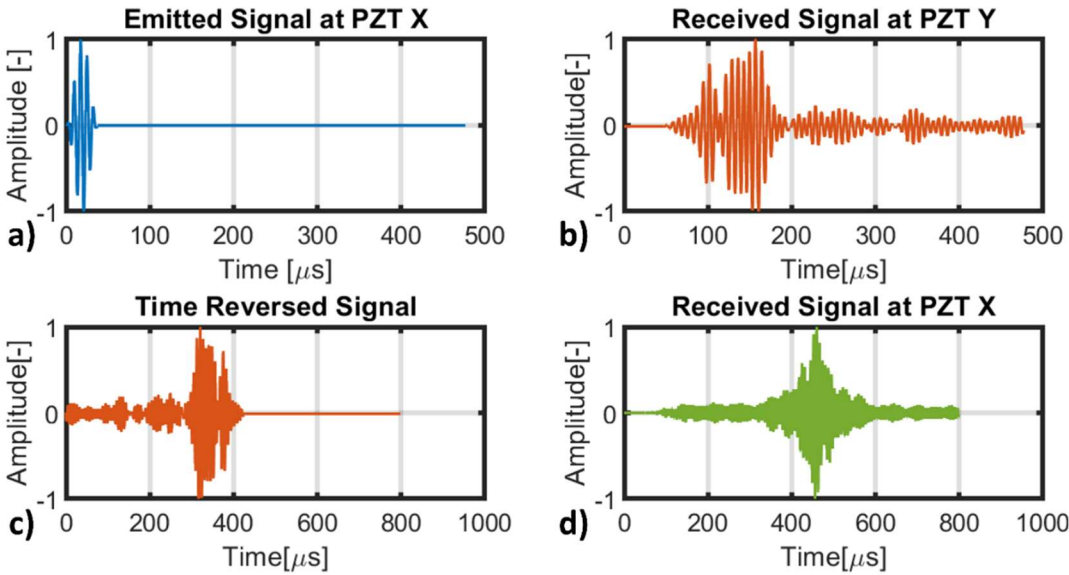 Emitted Signal at PZT X
Amplitude [-]
1
0
-1
0 100 200 300 400 500
Time [μs]
a)
Received Signal at PZT Y
Amplitude[-]
1
0
-1
0 100 200 300 400 500
Time[μs]
b)
Time Reversed Signal
Amplitude[-]
1
0
-1
0 200 400 600 800 1000
Time[μs]
c)
Received Signal at PZT X
Amplitude[-]
1
0
-1
0 200 400 600 800 1000
Time[μs]
d)